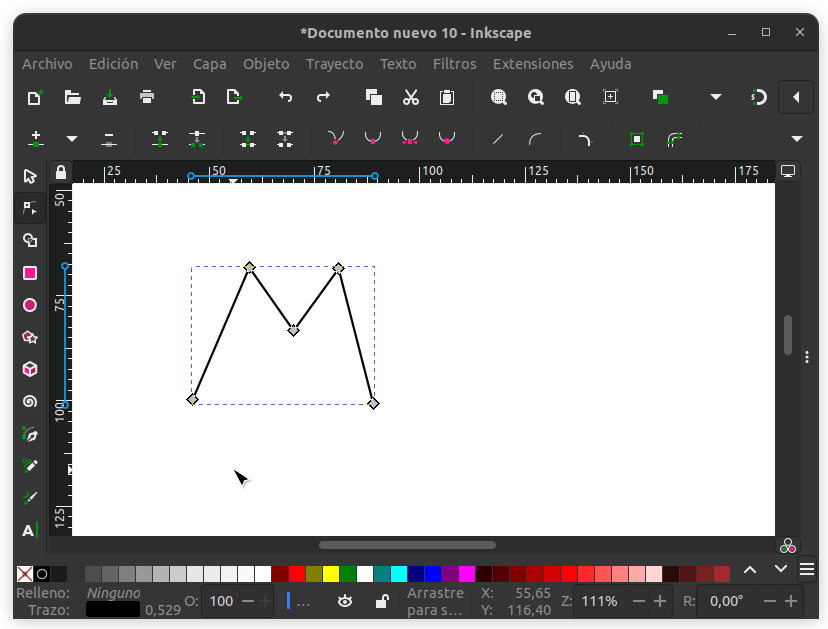 *Documento nuevo 10 - Inkscape
Archivo Edición Ver Capa Objeto Trayecto Texto Filtros Extensiones Ayuda
25 50 75 100 125 150 175
50
75
100
125
A
Relleno: Ninguno O: 100 ... Arrastre X: 55,65 Z: 111% R: 0,00°
Trazo: 0,529 para s... Y: 116,40